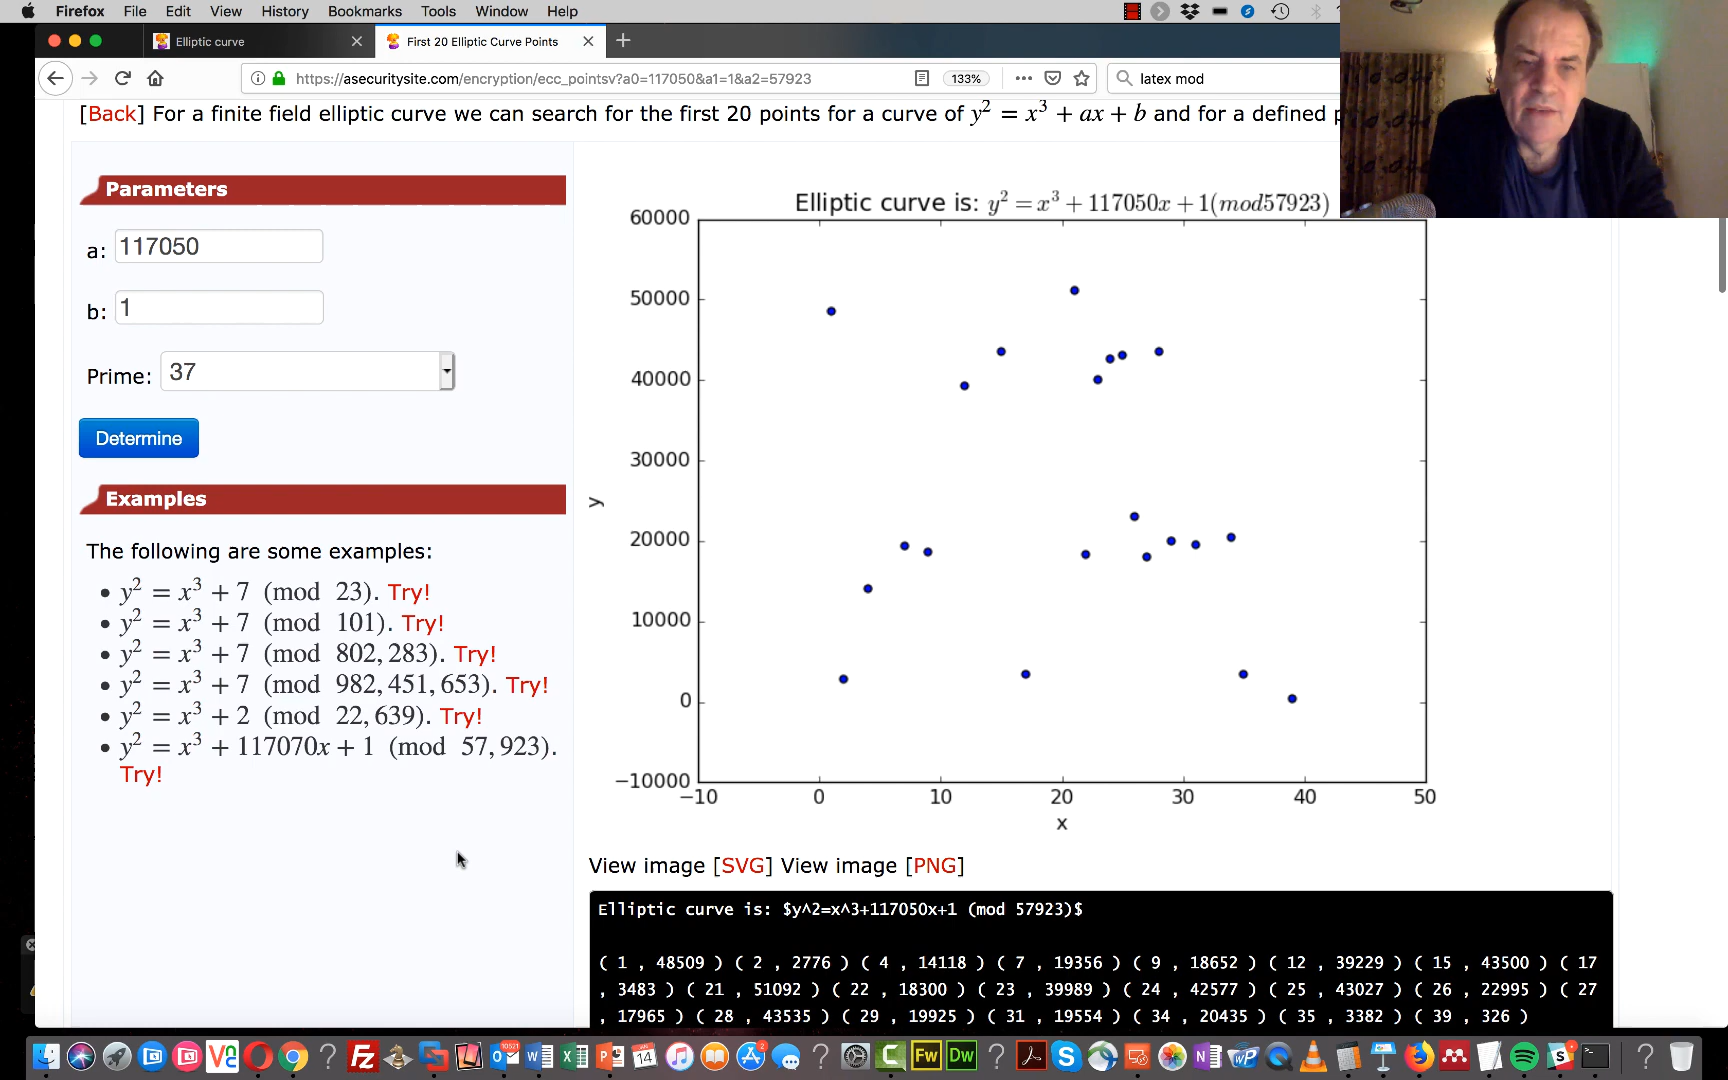 Firefox File Edit View History Bookmarks Tools Window Help
Elliptic curve
First 20 Elliptic Curve Points
https://asecuritysite.com/encryption/ecc_pointsv?a0=117050&a1=1&a2=57923
133%
latex mod
[Back] For a finite field elliptic curve we can search for the first 20 points for a curve of y² = x³ + ax + b and for a defined
Parameters
a: 117050
b: 1
Prime: 37
Determine
Examples
The following are some examples:
• y² = x³ + 7 (mod 23). Try!
• y² = x³ + 7 (mod 101). Try!
• y² = x³ + 7 (mod 802, 283). Try!
• y² = x³ + 7 (mod 982, 451, 653). Try!
• y² = x³ + 2 (mod 22, 639). Try!
• y² = x³ + 117070x + 1 (mod 57, 923).
Try!
Elliptic curve is: y² = x³ + 117050x + 1(mod57923)
60000
50000
40000
30000
20000
10000
0
−10000
y
−10 0 10 20 30 40 50
x
View image [SVG] View image [PNG]
Elliptic curve is: $y^2=x^3+117050x+1 (mod 57923)$
( 1 , 48509 ) ( 2 , 2776 ) ( 4 , 14118 ) ( 7 , 19356 ) ( 9 , 18652 ) ( 12 , 39229 ) ( 15 , 43500 ) ( 17
, 3483 ) ( 21 , 51092 ) ( 22 , 18300 ) ( 23 , 39989 ) ( 24 , 42577 ) ( 25 , 43027 ) ( 26 , 22995 ) ( 27
, 17965 ) ( 28 , 43535 ) ( 29 , 19925 ) ( 31 , 19554 ) ( 34 , 20435 ) ( 35 , 3382 ) ( 39 , 326 )